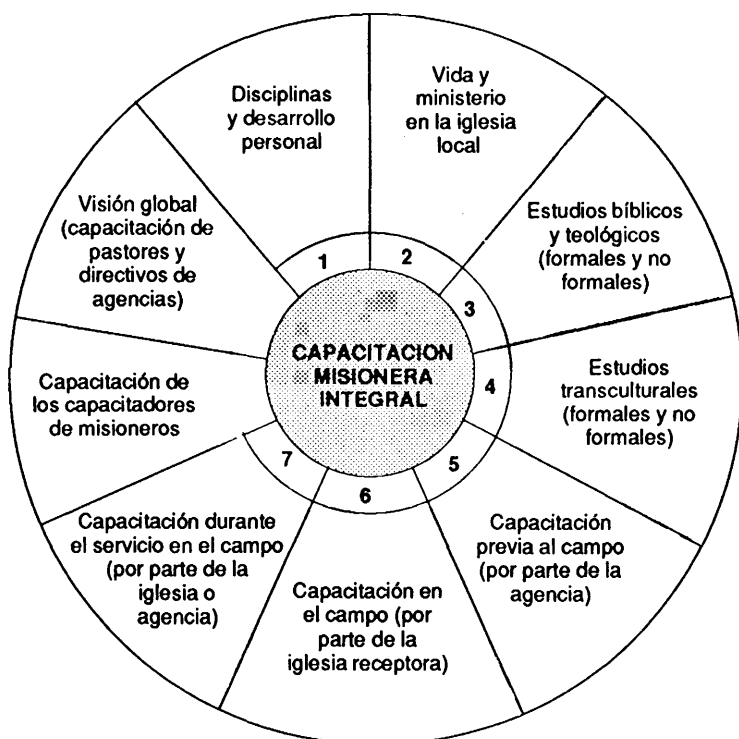 Disciplinas
y desarrollo
personal
Vida y
ministerio
en la iglesia
local
Estudios bíblicos
y teológicos
(formales y no
formales)
Estudios
transculturales
(formales y no
formales)
Capacitación
previa al campo
(por parte de la
agencia)
Capacitación en
el campo (por
parte de la
iglesia receptora)
Capacitación durante
el servicio en el campo
(por parte de la
iglesia o
agencia)
Capacitación de
los capacitadores
de misioneros
Visión global
(capacitación de
pastores y
directivos de
agencias)
1
2
3
4
5
6
7
CAPACITACION
MISIONERA
INTEGRAL